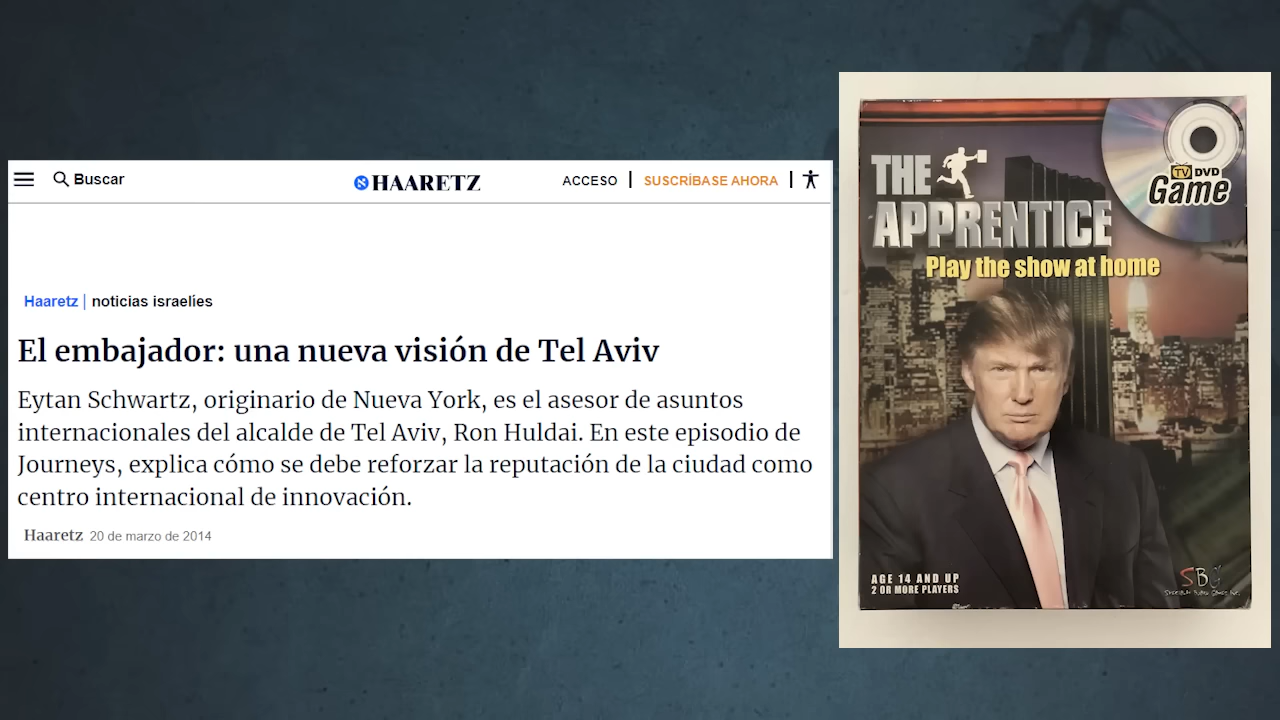 Buscar
HAARETZ
ACCESO
SUSCRÍBASE AHORA
Haaretz | noticias israelíes
El embajador: una nueva visión de Tel Aviv
Eytan Schwartz, originario de Nueva York, es el asesor de asuntos
internacionales del alcalde de Tel Aviv, Ron Huldai. En este episodio de
Journeys, explica cómo se debe reforzar la reputación de la ciudad como
centro internacional de innovación.
Haaretz 20 de marzo de 2014
THE
APPRENTICE
Play the show at home
TV DVD
Game
AGE 14 AND UP
2 OR MORE PLAYERS
SBG